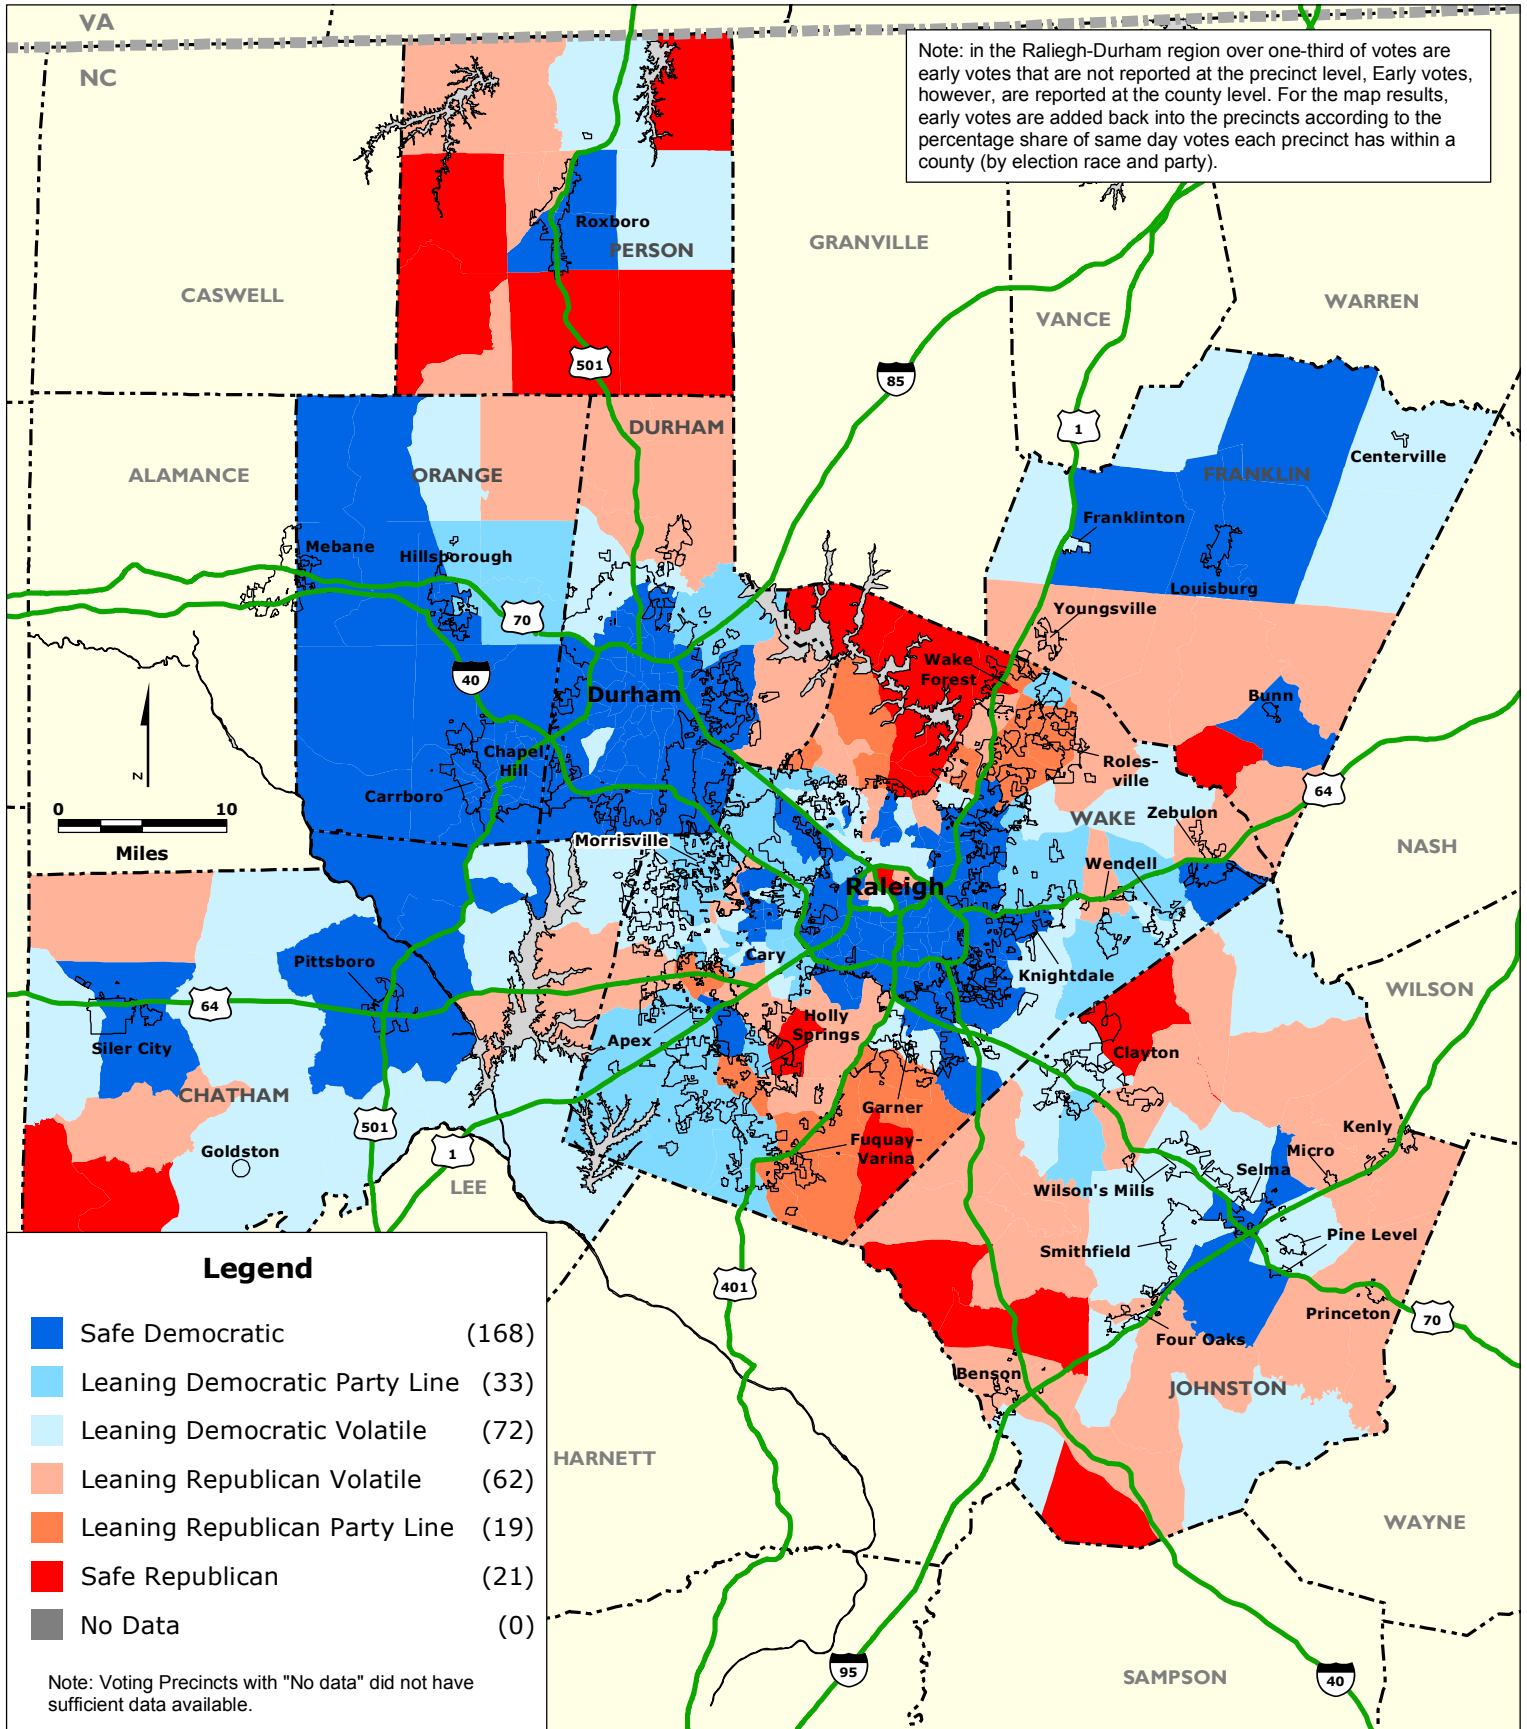 VA
NC
Note: in the Raliegh-Durham region over one-third of votes are
early votes that are not reported at the precinct level, Early votes,
however, are reported at the county level. For the map results,
early votes are added back into the precincts according to the
percentage share of same day votes each precinct has within a
county (by election race and party).
Roxboro
PERSON
GRANVILLE
CASWELL
WARREN
VANCE
501
85
1
DURHAM
ALAMANCE
ORANGE
FRANKLIN
Centerville
Franklinton
Mebane
Hillsborough
Louisburg
Youngsville
70
Wake
Forest
40
Durham
Bunn
Chapel
Hill
Roles-
ville
Carrboro
64
N
0
10
Miles
WAKE
Zebulon
Morrisville
NASH
Wendell
Raleigh
Cary
Pittsboro
Knightdale
WILSON
64
Holly
Springs
Siler City
Apex
Clayton
CHATHAM
Garner
501
Kenly
Fuquay-
Varina
1
Goldston
Micro
Selma
LEE
Wilson's Mills
Pine Level
Smithfield
401
Princeton
70
Four Oaks
Benson
JOHNSTON
HARNETT
WAYNE
SAMPSON
95
40
Legend
Safe Democratic (168)
Leaning Democratic Party Line (33)
Leaning Democratic Volatile (72)
Leaning Republican Volatile (62)
Leaning Republican Party Line (19)
Safe Republican (21)
No Data (0)
Note: Voting Precincts with "No data" did not have
sufficient data available.